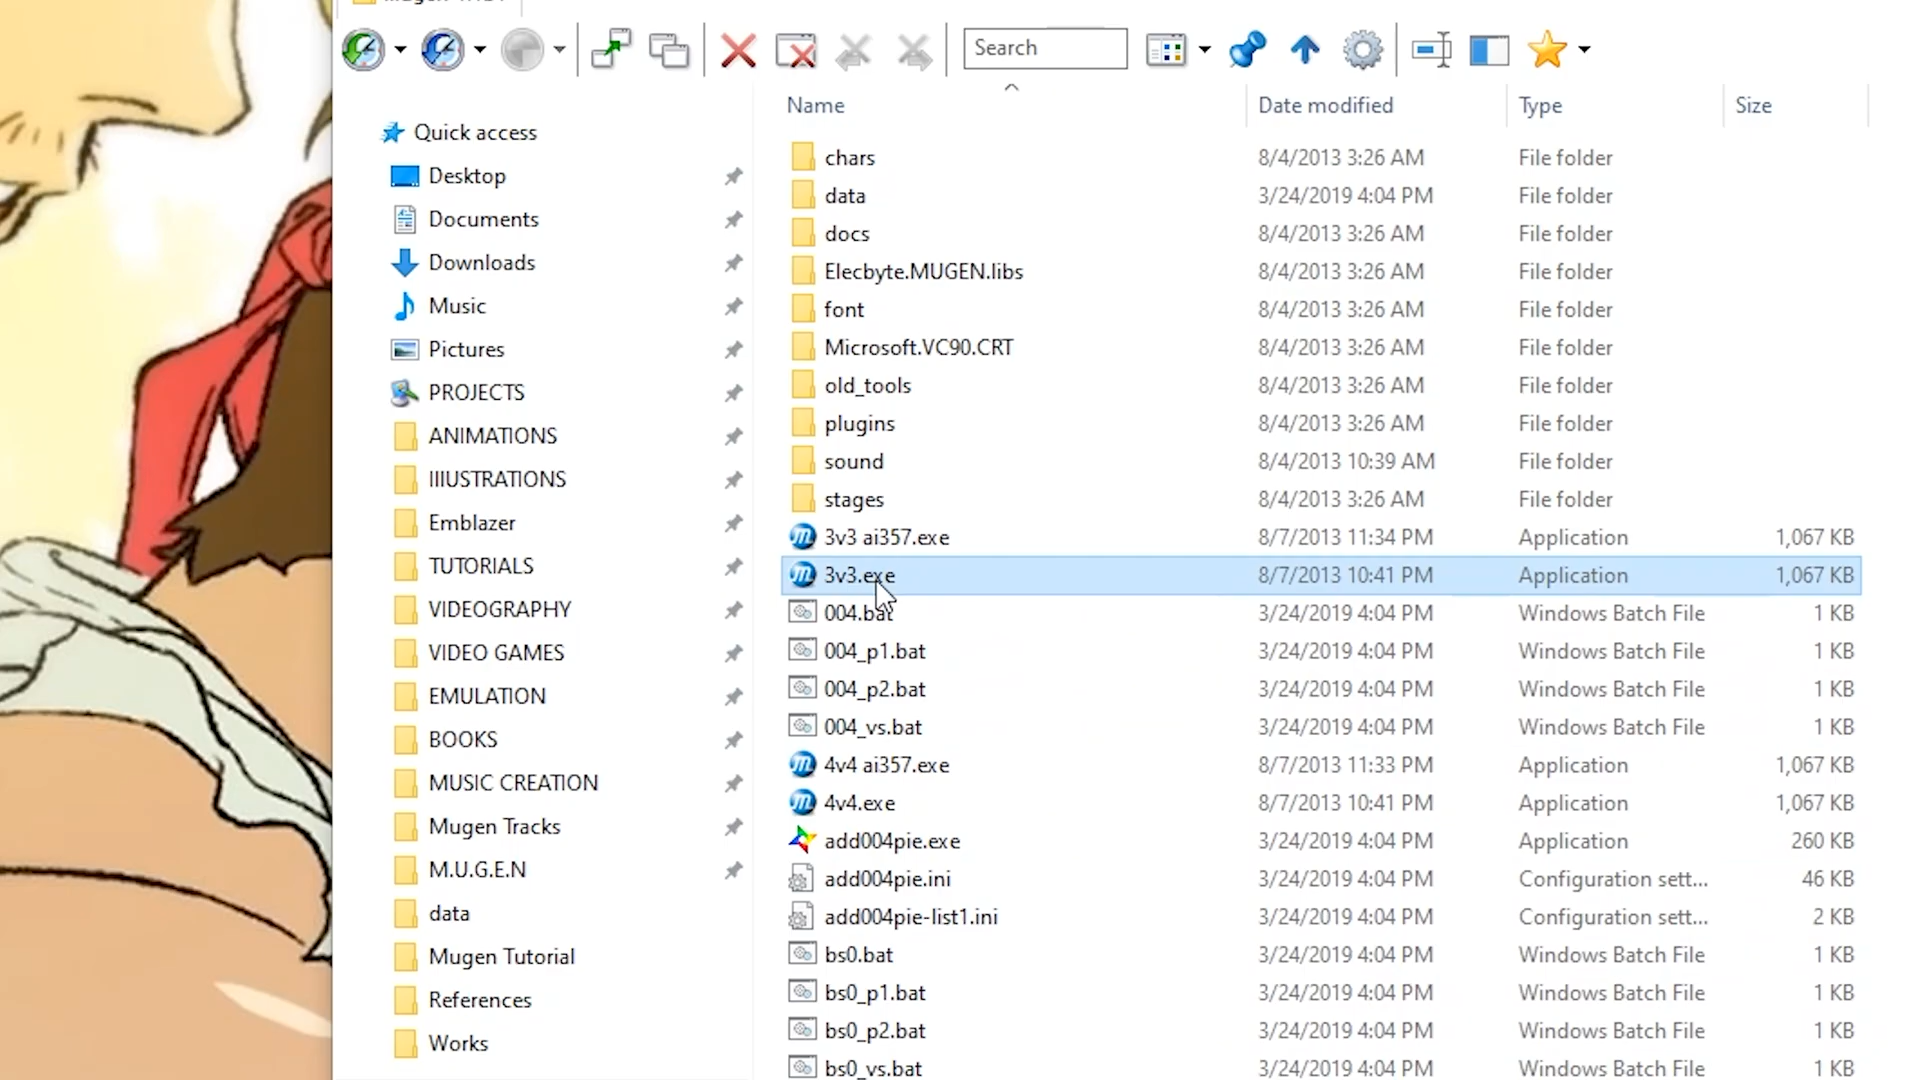 Search
Name Date modified Type Size
Quick access
Desktop
Documents
Downloads
Music
Pictures
PROJECTS
ANIMATIONS
IIIUSTRATIONS
Emblazer
TUTORIALS
VIDEOGRAPHY
VIDEO GAMES
EMULATION
BOOKS
MUSIC CREATION
Mugen Tracks
M.U.G.E.N
data
Mugen Tutorial
References
Works
chars 8/4/2013 3:26 AM File folder
data 3/24/2019 4:04 PM File folder
docs 8/4/2013 3:26 AM File folder
Elecbyte.MUGEN.libs 8/4/2013 3:26 AM File folder
font 8/4/2013 3:26 AM File folder
Microsoft.VC90.CRT 8/4/2013 3:26 AM File folder
old_tools 8/4/2013 3:26 AM File folder
plugins 8/4/2013 3:26 AM File folder
sound 8/4/2013 10:39 AM File folder
stages 8/4/2013 3:26 AM File folder
3v3 ai357.exe 8/7/2013 11:34 PM Application 1,067 KB
3v3.exe 8/7/2013 10:41 PM Application 1,067 KB
004.bat 3/24/2019 4:04 PM Windows Batch File 1 KB
004_p1.bat 3/24/2019 4:04 PM Windows Batch File 1 KB
004_p2.bat 3/24/2019 4:04 PM Windows Batch File 1 KB
004_vs.bat 3/24/2019 4:04 PM Windows Batch File 1 KB
4v4 ai357.exe 8/7/2013 11:33 PM Application 1,067 KB
4v4.exe 8/7/2013 10:41 PM Application 1,067 KB
add004pie.exe 3/24/2019 4:04 PM Application 260 KB
add004pie.ini 3/24/2019 4:04 PM Configuration sett... 46 KB
add004pie-list1.ini 3/24/2019 4:04 PM Configuration sett... 2 KB
bs0.bat 3/24/2019 4:04 PM Windows Batch File 1 KB
bs0_p1.bat 3/24/2019 4:04 PM Windows Batch File 1 KB
bs0_p2.bat 3/24/2019 4:04 PM Windows Batch File 1 KB
bs0_vs.bat 3/24/2019 4:04 PM Windows Batch File 1 KB